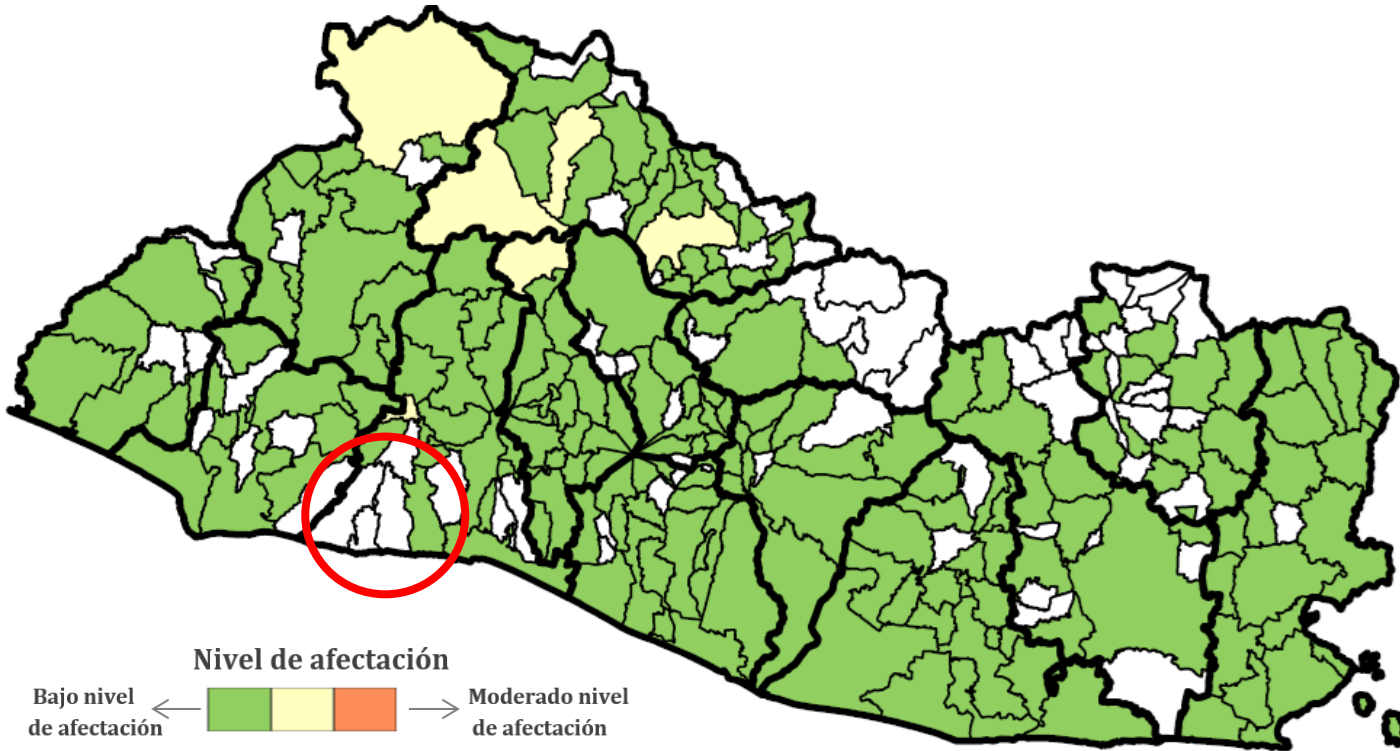 Nivel de afectación
Bajo nivel
de afectación
Moderado nivel
de afectación